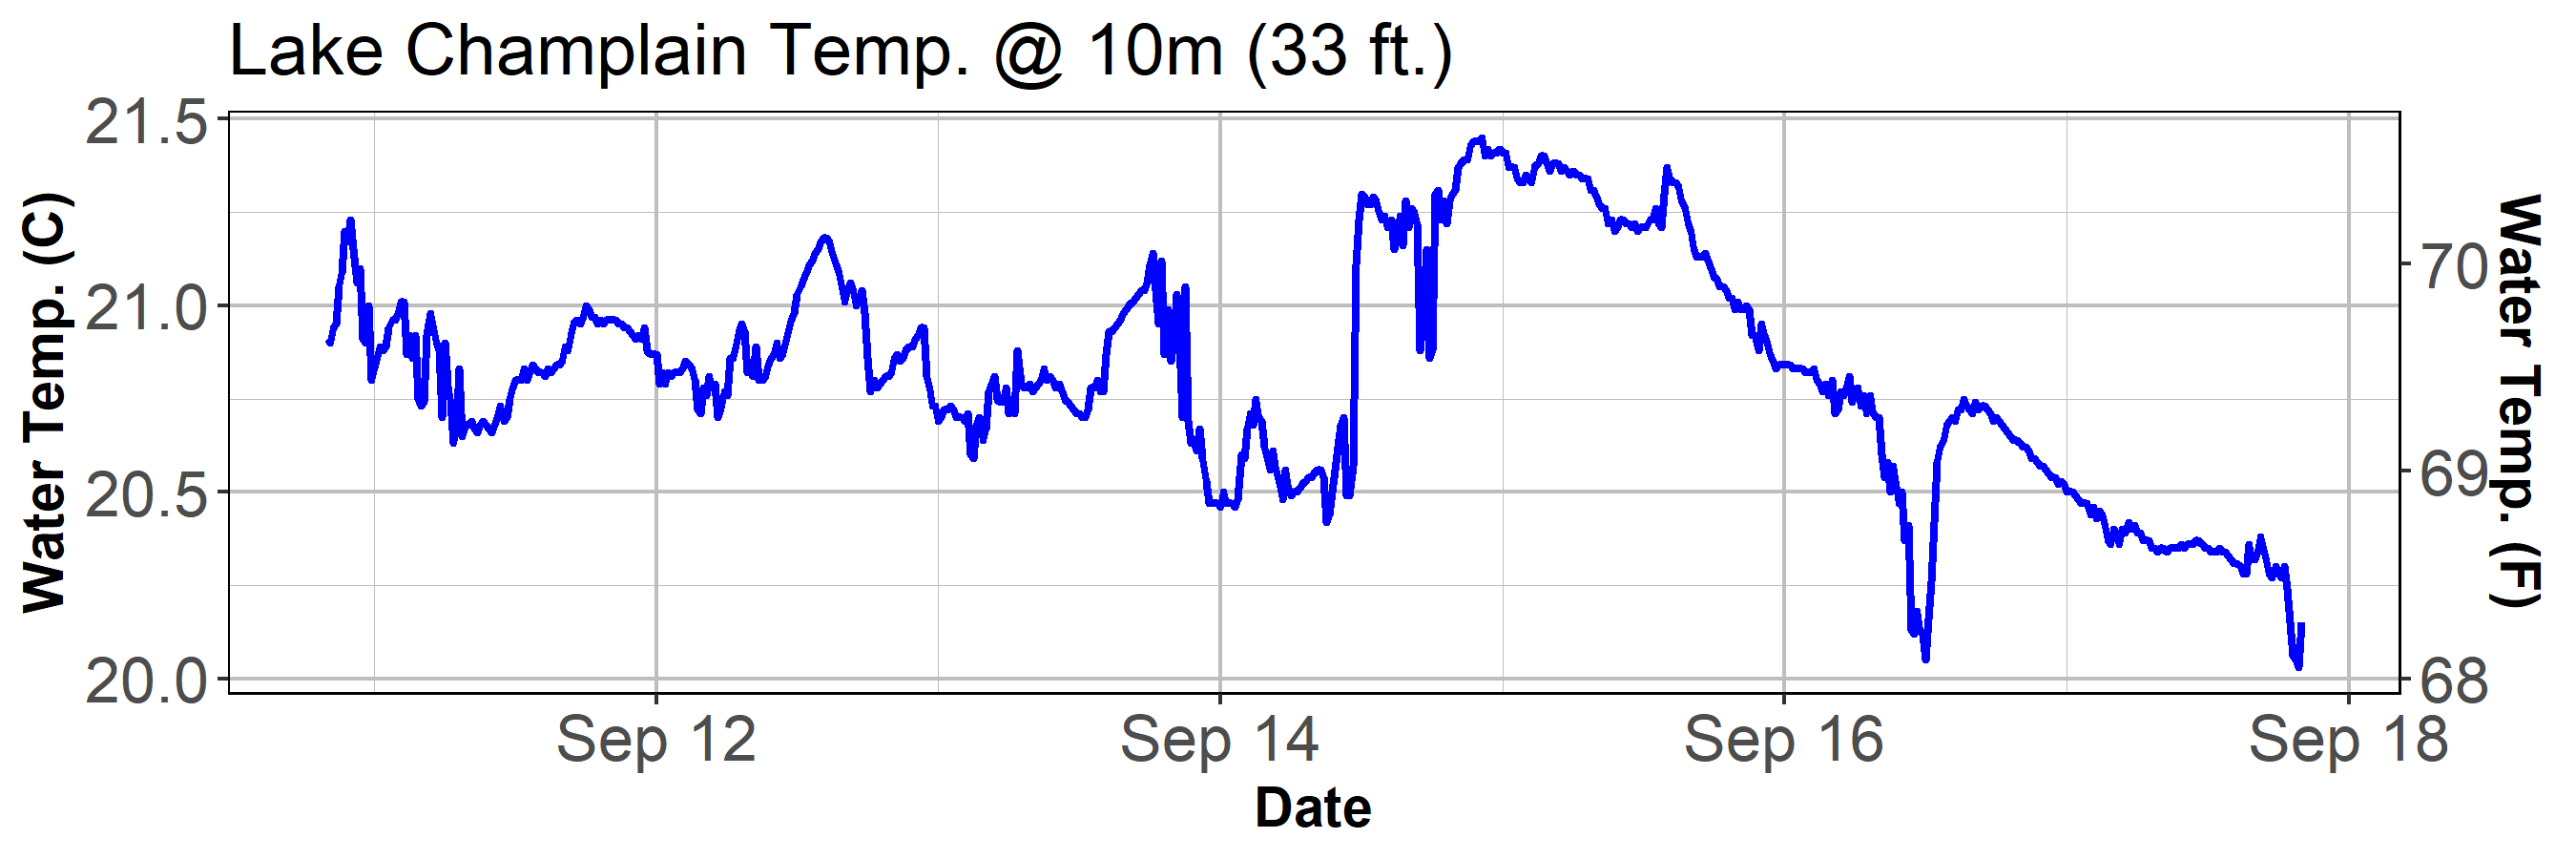 Lake Champlain Temp. @ 10m (33 ft.)
21.5
21.0
20.5
20.0
Water Temp. (C)
70
69
68
Water Temp. (F)
Sep 12
Sep 14
Sep 16
Sep 18
Date